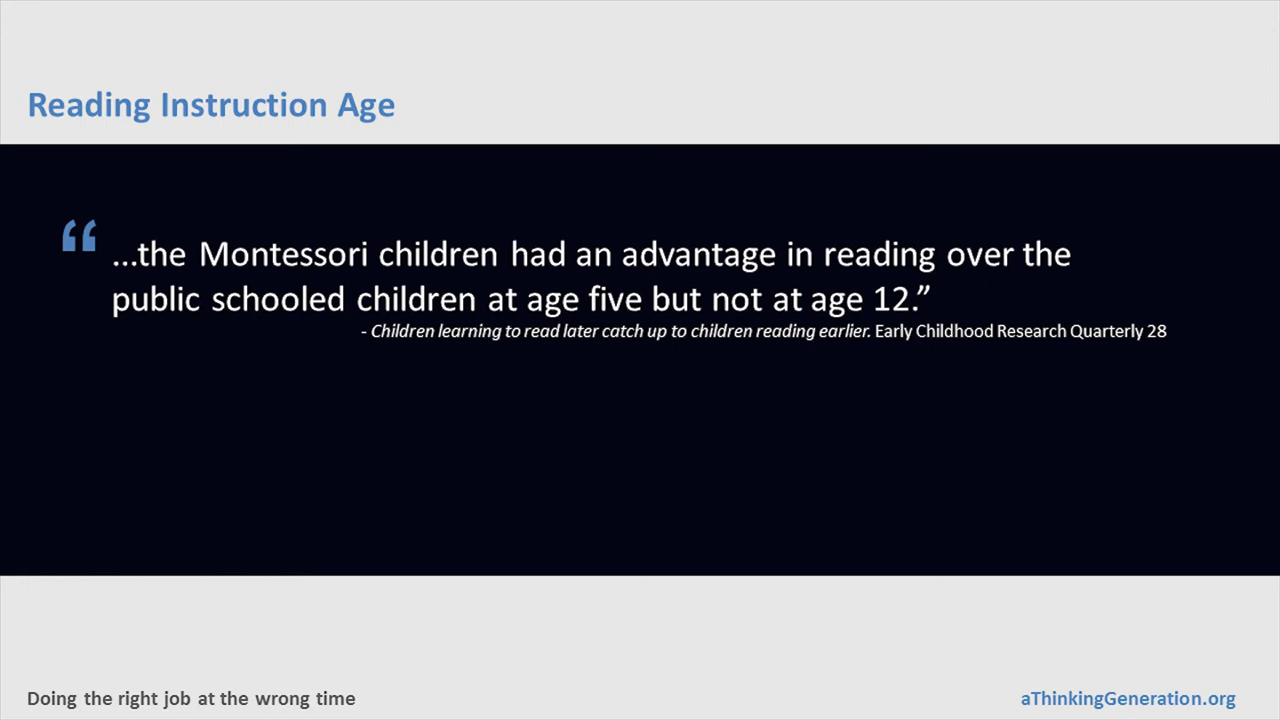 Reading Instruction Age
“ ...the Montessori children had an advantage in reading over the
public schooled children at age five but not at age 12.”
- Children learning to read later catch up to children reading earlier. Early Childhood Research Quarterly 28
Doing the right job at the wrong time
aThinkingGeneration.org